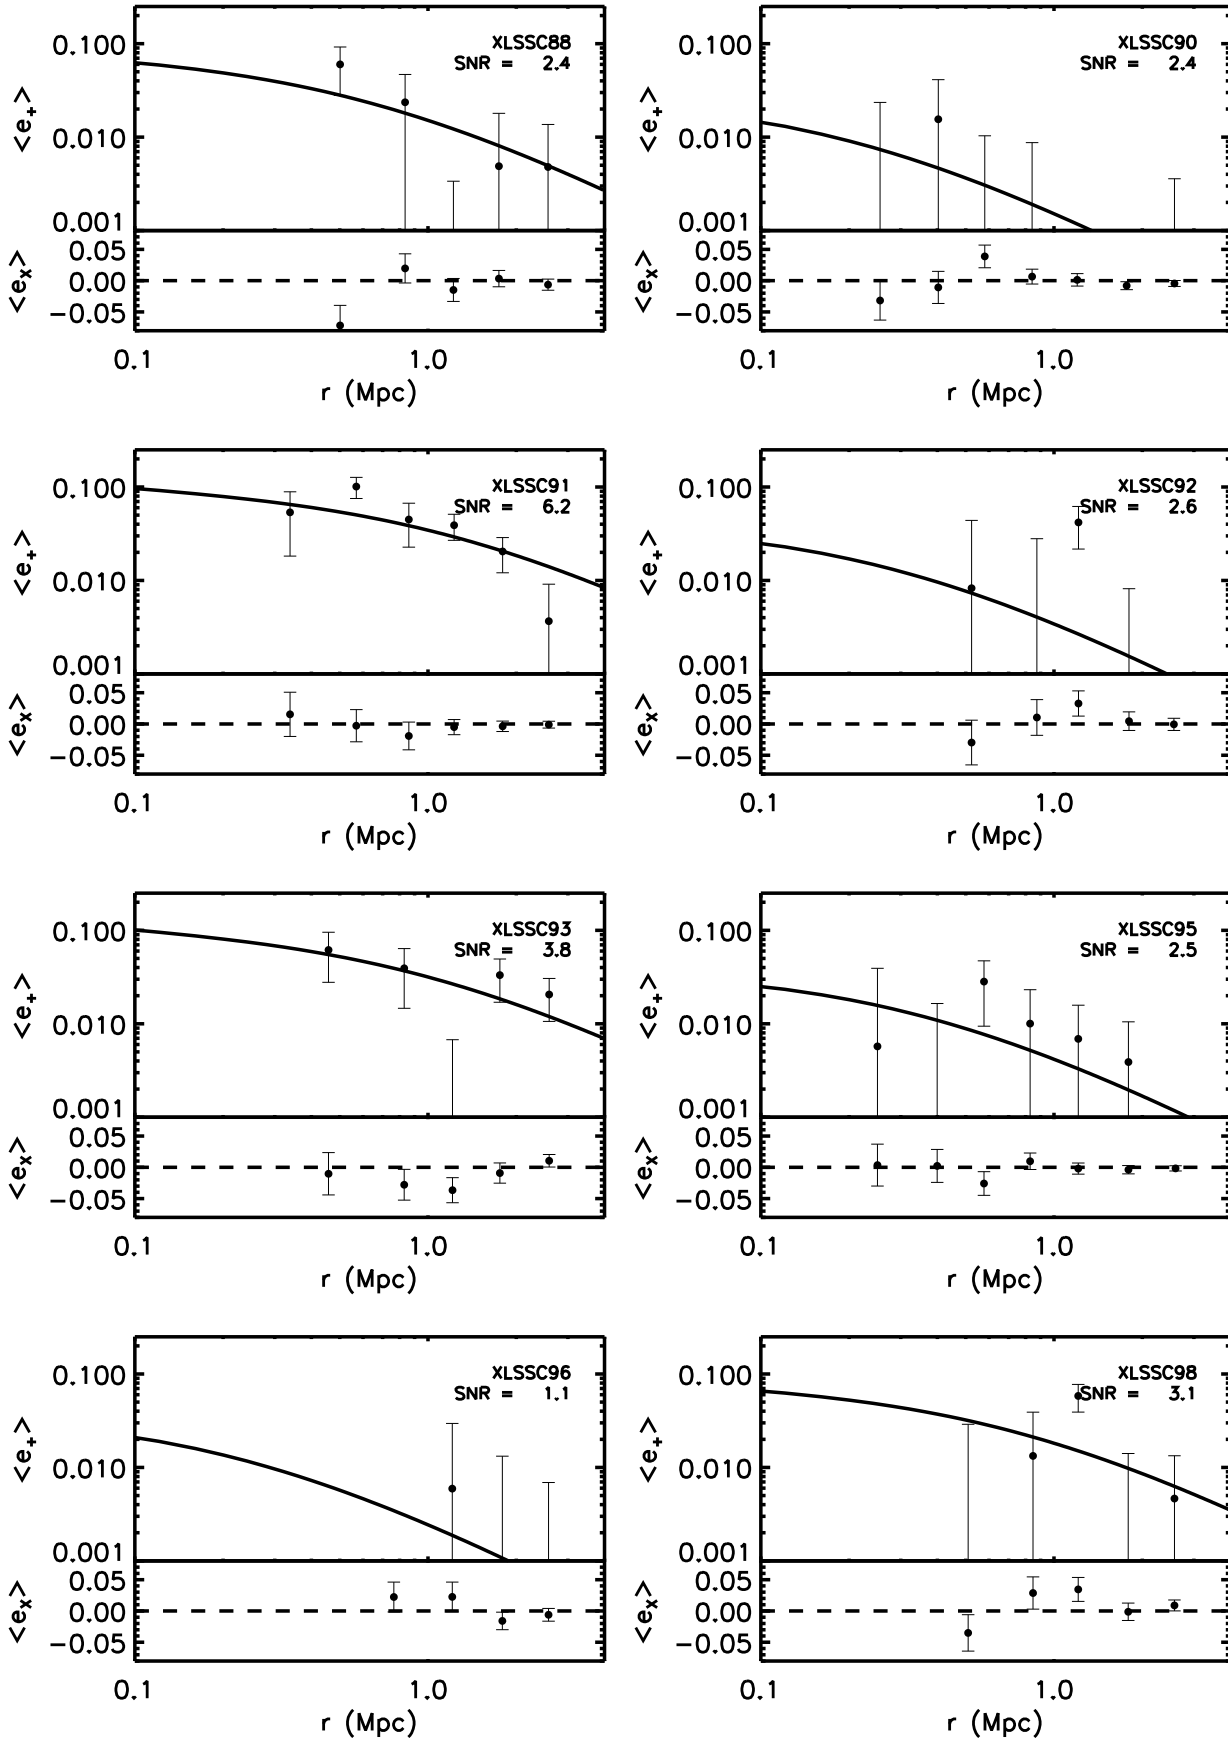 XLSSC88
SNR = 2.4
0.100
0.010
0.001
<e+>
0.05
0.00
−0.05
<ex>
0.1
1.0
r (Mpc)
XLSSC90
SNR = 2.4
0.100
0.010
0.001
<e+>
0.05
0.00
−0.05
<ex>
0.1
1.0
r (Mpc)
XLSSC91
SNR = 6.2
0.100
0.010
0.001
<e+>
0.05
0.00
−0.05
<ex>
0.1
1.0
r (Mpc)
XLSSC92
SNR = 2.6
0.100
0.010
0.001
<e+>
0.05
0.00
−0.05
<ex>
0.1
1.0
r (Mpc)
XLSSC93
SNR = 3.8
0.100
0.010
0.001
<e+>
0.05
0.00
−0.05
<ex>
0.1
1.0
r (Mpc)
XLSSC95
SNR = 2.5
0.100
0.010
0.001
<e+>
0.05
0.00
−0.05
<ex>
0.1
1.0
r (Mpc)
XLSSC96
SNR = 1.1
0.100
0.010
0.001
<e+>
0.05
0.00
−0.05
<ex>
0.1
1.0
r (Mpc)
XLSSC98
SNR = 3.1
0.100
0.010
0.001
<e+>
0.05
0.00
−0.05
<ex>
0.1
1.0
r (Mpc)